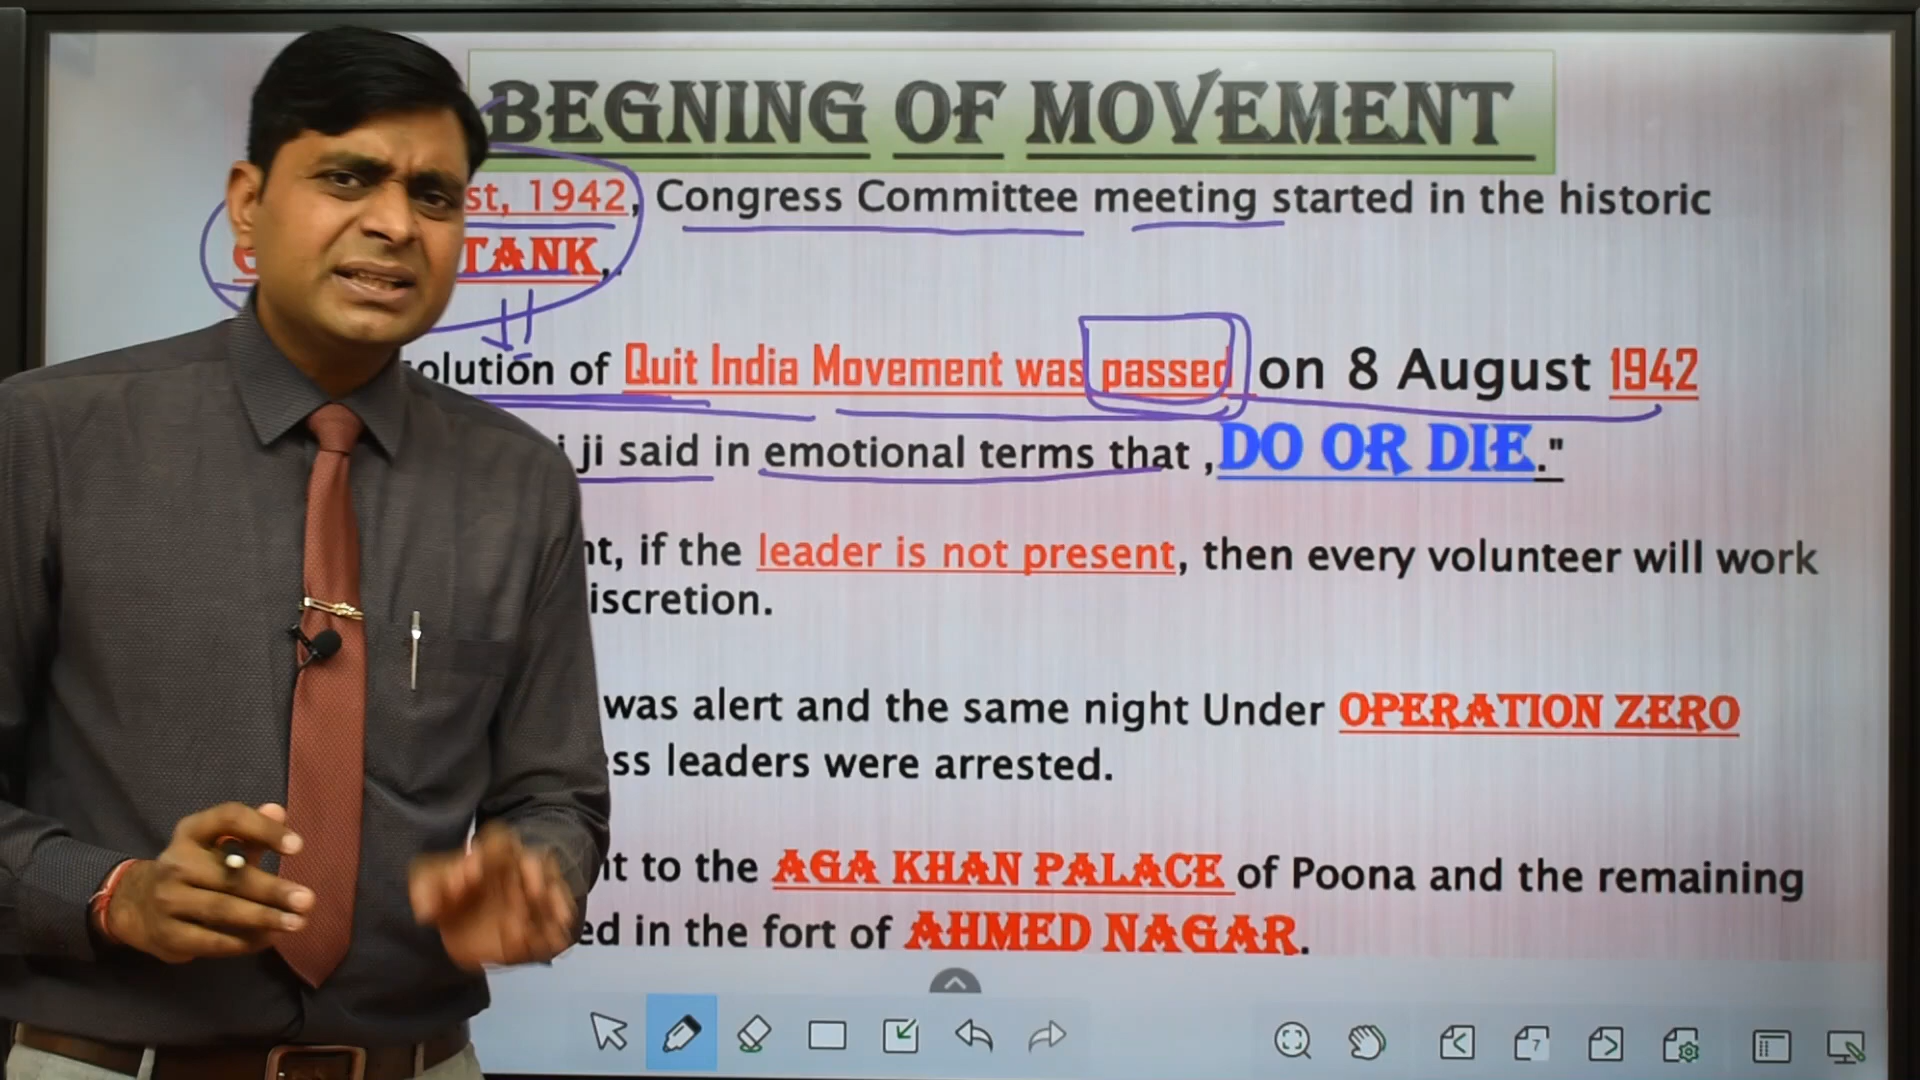 BEGNING OF MOVEMENT
st, 1942, Congress Committee meeting started in the historic
TANK,.
olution of Quit India Movement was passed on 8 August 1942
ji said in emotional terms that ,DO OR DIE."
if the leader is not present, then every volunteer will work
iscretion.
was alert and the same night Under OPERATION ZERO
ss leaders were arrested.
to the AGA KHAN PALACE of Poona and the remaining
ed in the fort of AHMED NAGAR.
7